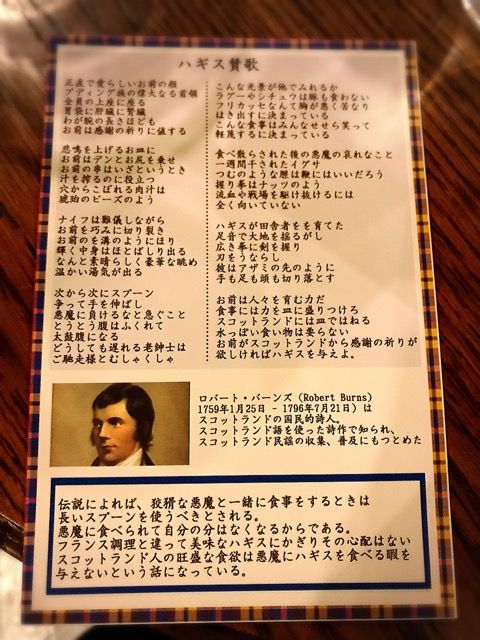 ハギス賛歌
正直で愛らしいお前の顔
プディング族の偉大なる首領
全員の上座に座る
胃袋に肝臓に腎臓
わが腕の長さほども
お前は感謝の祈りに値する
悲鳴を上げるお皿に
お前はデンとお尻を乗せ
お前の串はいざというとき
汁を搾るのに役立つ
穴からこぼれる肉汁は
琥珀のビーズのよう
ナイフは難儀しながら
お前を巧みに切り裂き
お前のを溝のようにほり
輝く中身はほとばしり出る
なんと素晴らしく豪華な眺め
温かい湯気が出る
次から次にスプーン
争って手を伸ばし
悪魔に負けるなと急ぐこと
とうとう腹はふくれて
太鼓腹になる
どうしても遅れる老紳士は
ご馳走様とむしゃくしゃ
こんな光景が他でみれるか
ラグーやシチュウは豚も食わない
フリカッセなんて胸が悪く苦なり
はき出すに決まっている
こんな食事はみんなせせら笑って
軽蔑するに決まっている
食べ散らされた後の悪魔の哀れなこと
一週間干されたイグサ
つむのような腰は鞭にはいいだろう
握り拳はナッツのよう
流血や戦場を駆け抜けるには
全く向いていない
ハギスが田舎者をを育てた
足音で大地を揺るがし
広き拳に剣を握り
刃をうならし
彼はアザミの先のように
手も足も頭も切り落とす
お前は人々を育む力だ
食事には力を皿に盛りつけろ
スコットランドには皿ではねる
水っぽい食い物は要らない
お前がスコットランドから感謝の祈りが
欲しければハギスを与えよ。
ロバート・バーンズ (Robert Burns)
1759年1月25日 - 1796年7月21日) は
スコットランドの国民的詩人。
スコットランド語を使った詩作で知られ、
スコットランド民謡の収集、普及にもつとめた
伝説によれば、狡猾な悪魔と一緒に食事をするときは
長いスプーンを使うべきとされる。
悪魔に食べられて自分の分はなくなるからである。
フランス調理と違って美味なハギスにかぎりその心配はない
スコットランド人の旺盛な食欲は悪魔にハギスを食べる暇を
与えないという話になっている。